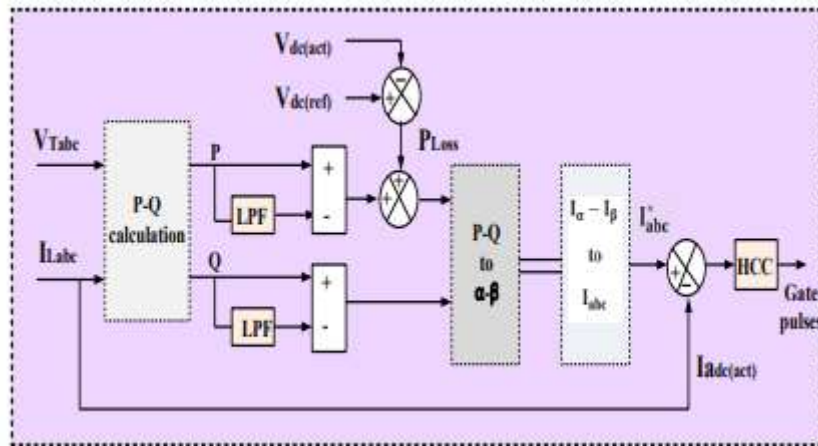 Vdc(act)
−
Vdc(ref)
+
VTabc
P
PLoss
P-Q
calculation
LPF
+
-
+
+
P-Q
to
α-β
Iα – Iβ
to
Iabc
I*abc
+
−
HCC
Gate
pulses
ILabc
Q
LPF
+
-
Iadc(act)